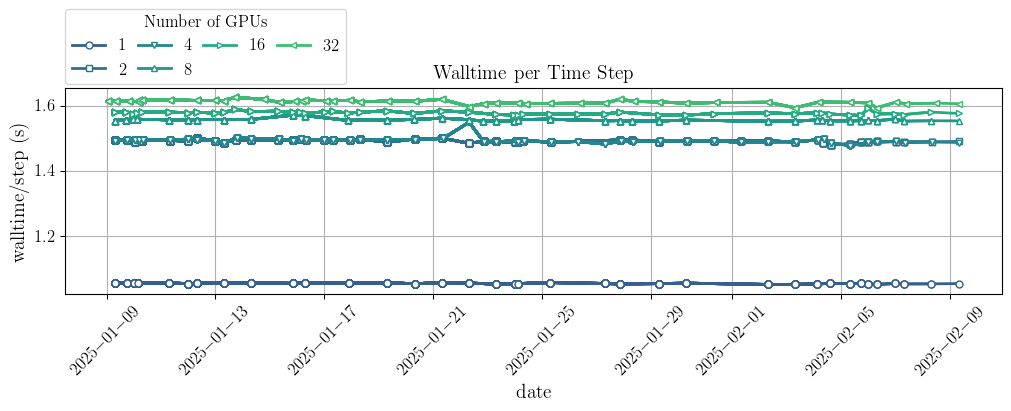 Number of GPUs
1 4 16 32
2 8
Walltime per Time Step
walltime/step (s)
1.6
1.4
1.2
2025−01−09
2025−01−13
2025−01−17
2025−01−21
2025−01−25
2025−01−29
2025−02−01
2025−02−05
2025−02−09
date